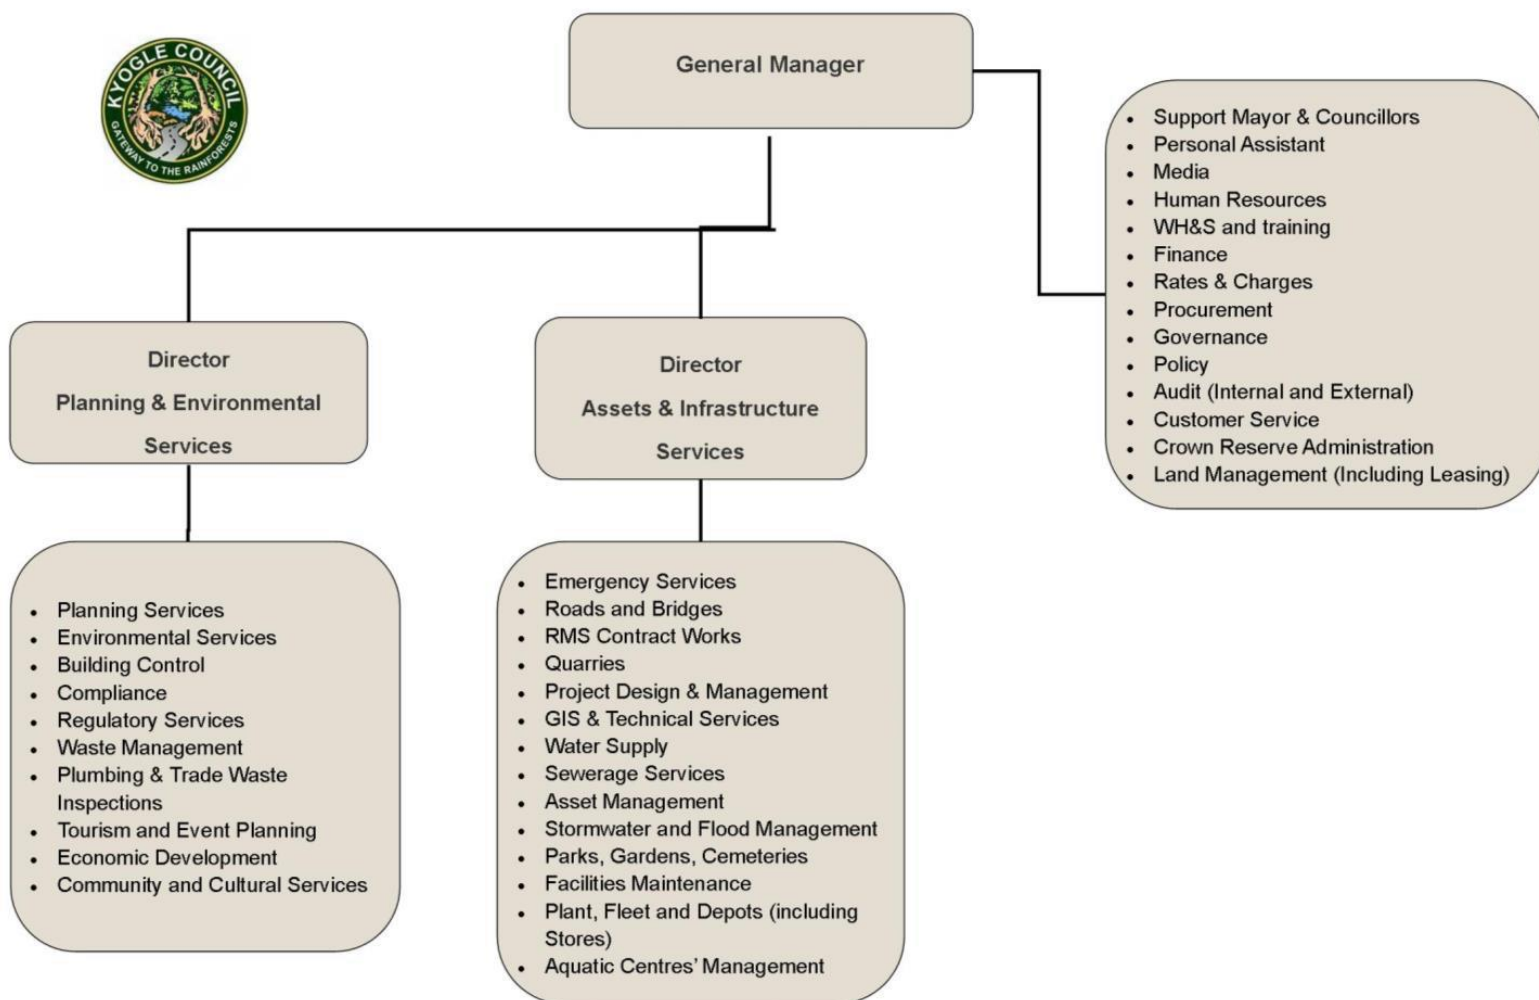 KYOGLE COUNCIL
GATEWAY TO THE RAINFORESTS
General Manager
• Support Mayor & Councillors
• Personal Assistant
• Media
• Human Resources
• WH&S and training
• Finance
• Rates & Charges
• Procurement
• Governance
• Policy
• Audit (Internal and External)
• Customer Service
• Crown Reserve Administration
• Land Management (Including Leasing)
Director
Planning & Environmental
Services
Director
Assets & Infrastructure
Services
• Planning Services
• Environmental Services
• Building Control
• Compliance
• Regulatory Services
• Waste Management
• Plumbing & Trade Waste
Inspections
• Tourism and Event Planning
• Economic Development
• Community and Cultural Services
• Emergency Services
• Roads and Bridges
• RMS Contract Works
• Quarries
• Project Design & Management
• GIS & Technical Services
• Water Supply
• Sewerage Services
• Asset Management
• Stormwater and Flood Management
• Parks, Gardens, Cemeteries
• Facilities Maintenance
• Plant, Fleet and Depots (including
Stores)
• Aquatic Centres’ Management